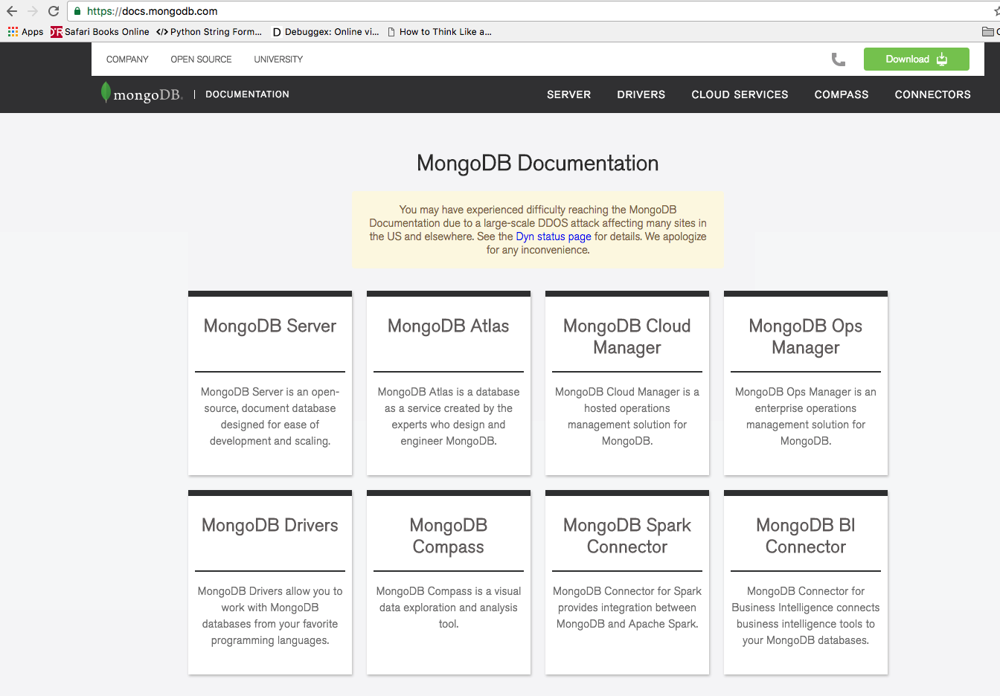 https://docs.mongodb.com
Apps Safari Books Online Python String Form... Debuggex: Online vi... How to Think Like a...
COMPANY OPEN SOURCE UNIVERSITY Download
mongoDB. | DOCUMENTATION SERVER DRIVERS CLOUD SERVICES COMPASS CONNECTORS
MongoDB Documentation
You may have experienced difficulty reaching the MongoDB
Documentation due to a large-scale DDOS attack affecting many sites in
the US and elsewhere. See the Dyn status page for details. We apologize
for any inconvenience.
MongoDB Server
MongoDB Server is an open-
source, document database
designed for ease of
development and scaling.
MongoDB Atlas
MongoDB Atlas is a database
as a service created by the
experts who design and
engineer MongoDB.
MongoDB Cloud
Manager
MongoDB Cloud Manager is a
hosted operations
management solution for
MongoDB.
MongoDB Ops
Manager
MongoDB Ops Manager is an
enterprise operations
management solution for
MongoDB.
MongoDB Drivers
MongoDB Drivers allow you to
work with MongoDB
databases from your favorite
programming languages.
MongoDB
Compass
MongoDB Compass is a visual
data exploration and analysis
tool.
MongoDB Spark
Connector
MongoDB Connector for Spark
provides integration between
MongoDB and Apache Spark.
MongoDB BI
Connector
MongoDB Connector for
Business Intelligence connects
business intelligence tools to
your MongoDB databases.